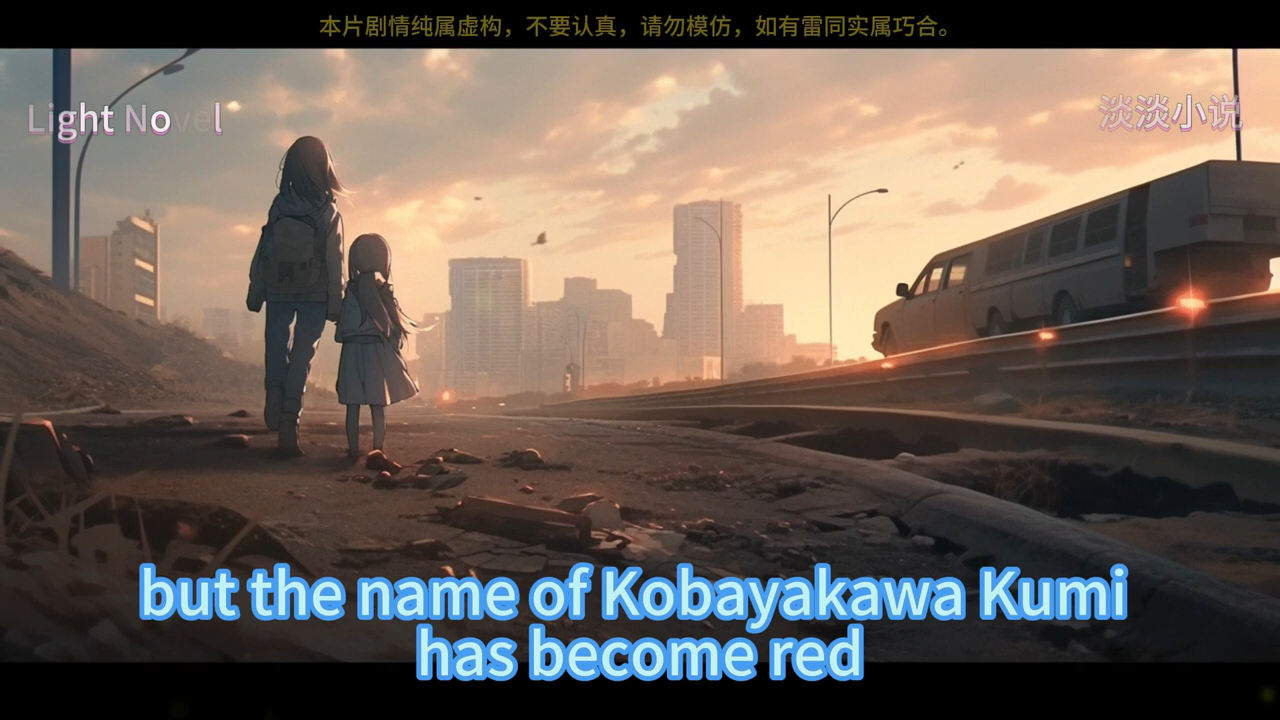 本片剧情纯属虚构，不要认真，请勿模仿，如有雷同实属巧合。
Light Novel
淡淡小说
but the name of Kobayakawa Kumi
has become red